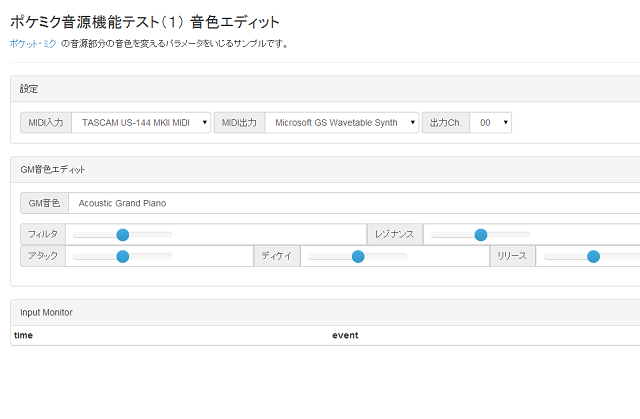 ポケミク音源機能テスト（１） 音色エディット
ポケット・ミク の音源部分の音色を変えるパラメータをいじるサンプルです。
設定
MIDI入力 TASCAM US-144 MKII MIDI MIDI出力 Microsoft GS Wavetable Synth 出力Ch. 00
GM音色エディット
GM音色 Acoustic Grand Piano
フィルタ レゾナンス
アタック ディケイ リリース
Input Monitor
time event